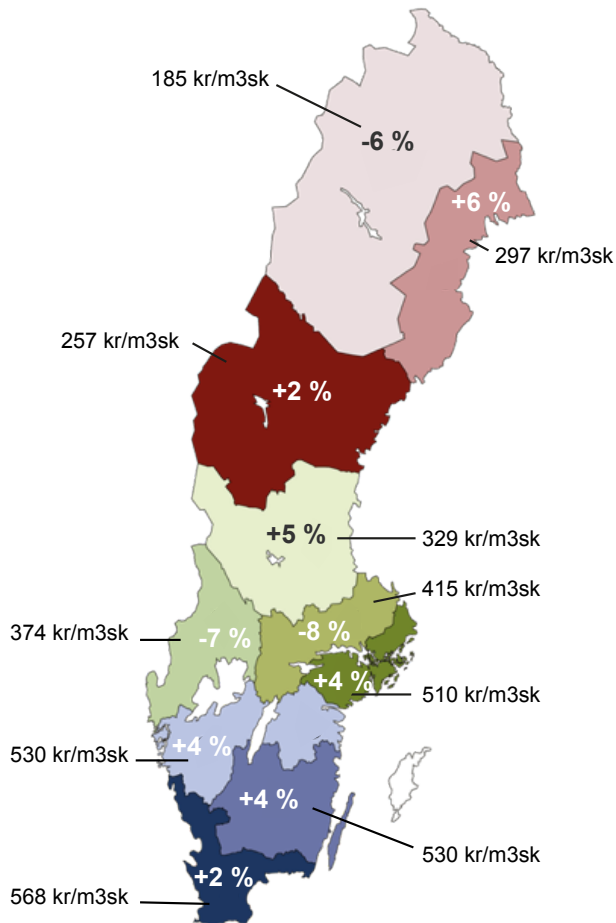 185 kr/m3sk
-6 %
+6 %
297 kr/m3sk
257 kr/m3sk
+2 %
+5 %
329 kr/m3sk
415 kr/m3sk
374 kr/m3sk
-7 %
-8 %
+4 %
510 kr/m3sk
530 kr/m3sk
+4 %
+4 %
530 kr/m3sk
+2 %
568 kr/m3sk